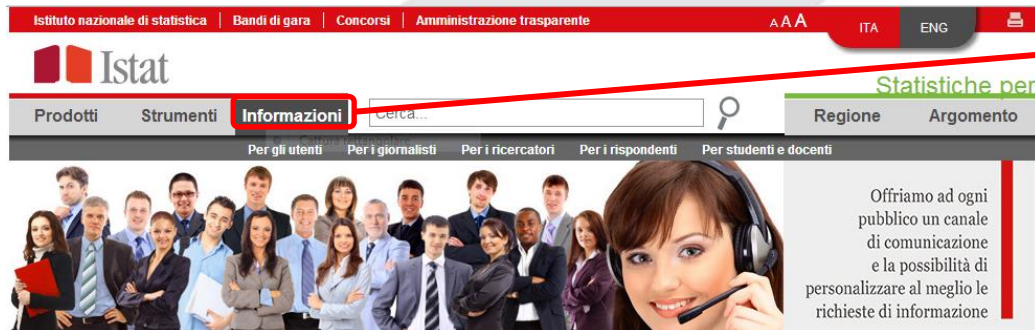 Istituto nazionale di statistica | Bandi di gara | Concorsi | Amministrazione trasparente A A A ITA ENG
Istat
Statistiche per
Prodotti Strumenti Informazioni Cerca... Regione Argomento
Per gli utenti Per i giornalisti Per i ricercatori Per i rispondenti Per studenti e docenti
Offriamo ad ogni
pubblico un canale
di comunicazione
e la possibilità di
personalizzare al meglio le
richieste di informazione